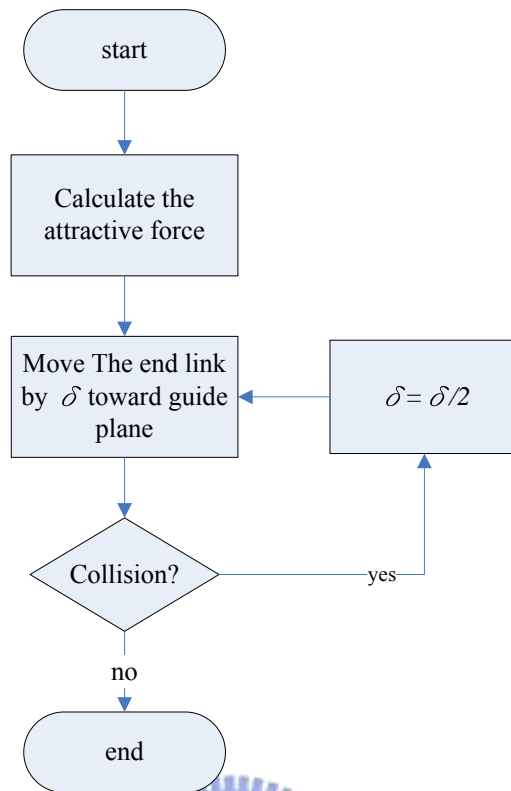 start
Calculate the
attractive force
Move The end link
by δ toward guide
plane
δ = δ/2
Collision?
yes
no
end